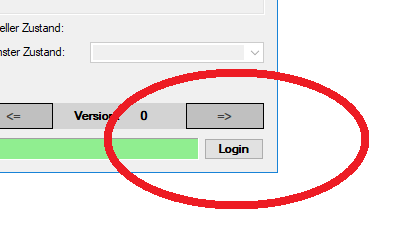 eller Zustand:
nster Zustand:
<= Version: 0 =>
Login